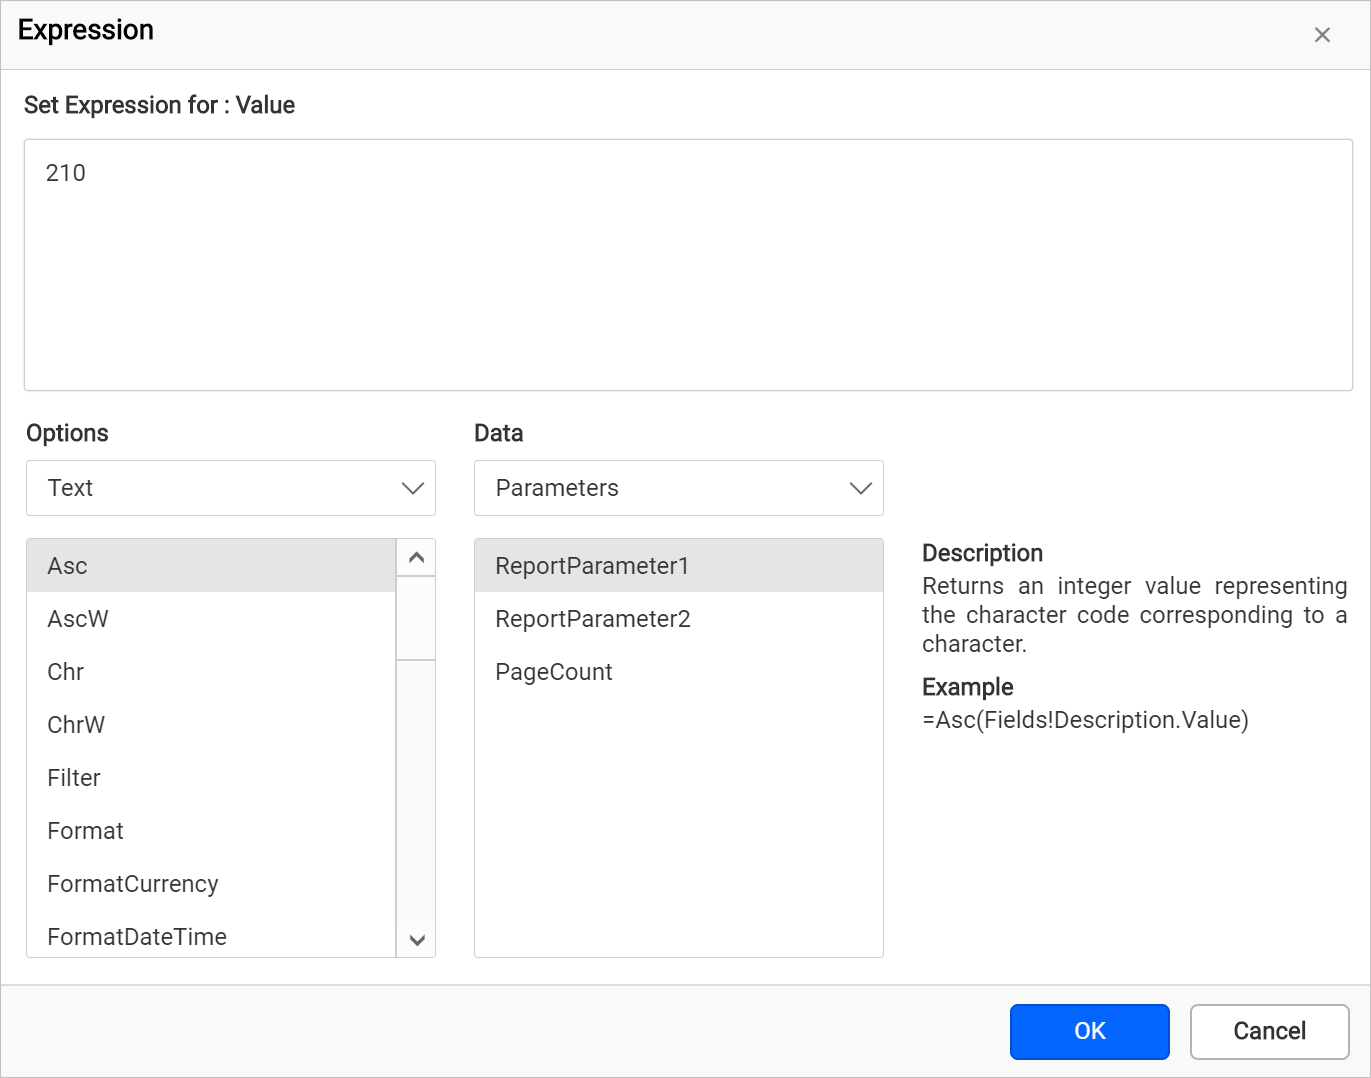 Expression
Set Expression for : Value
210
Options
Data
Text
Parameters
Asc
AscW
Chr
ChrW
Filter
Format
FormatCurrency
FormatDateTime
ReportParameter1
ReportParameter2
PageCount
Description
Returns an integer value representing
the character code corresponding to a
character.
Example
=Asc(Fields!Description.Value)
OK
Cancel